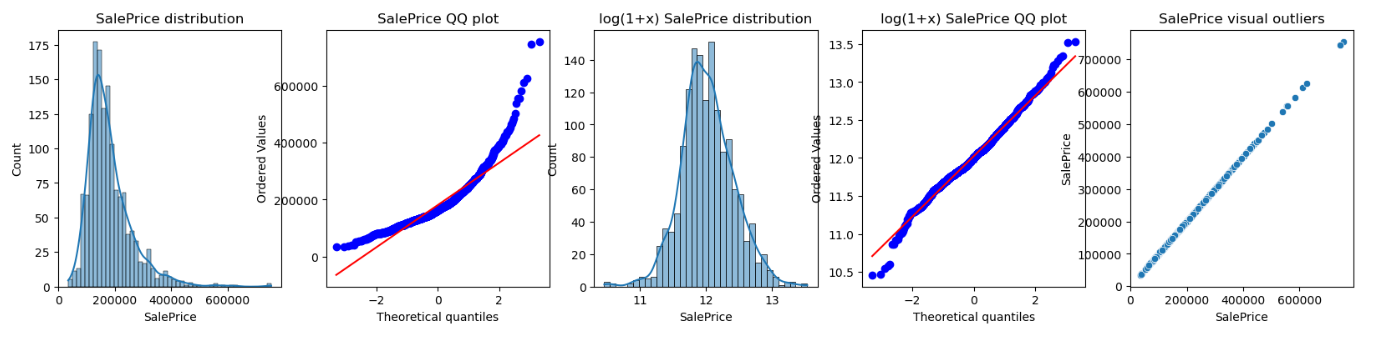 SalePrice distribution
175
150
125
100
75
50
25
0
Count
0 200000 400000 600000
SalePrice
SalePrice QQ plot
600000
400000
200000
0
Ordered Values
−2 0 2
Theoretical quantiles
log(1+x) SalePrice distribution
140
120
100
80
60
40
20
0
Count
11 12 13
SalePrice
log(1+x) SalePrice QQ plot
13.5
13.0
12.5
12.0
11.5
11.0
10.5
Ordered Values
−2 0 2
Theoretical quantiles
SalePrice visual outliers
700000
600000
500000
400000
300000
200000
100000
0
SalePrice
0 200000 400000 600000
SalePrice